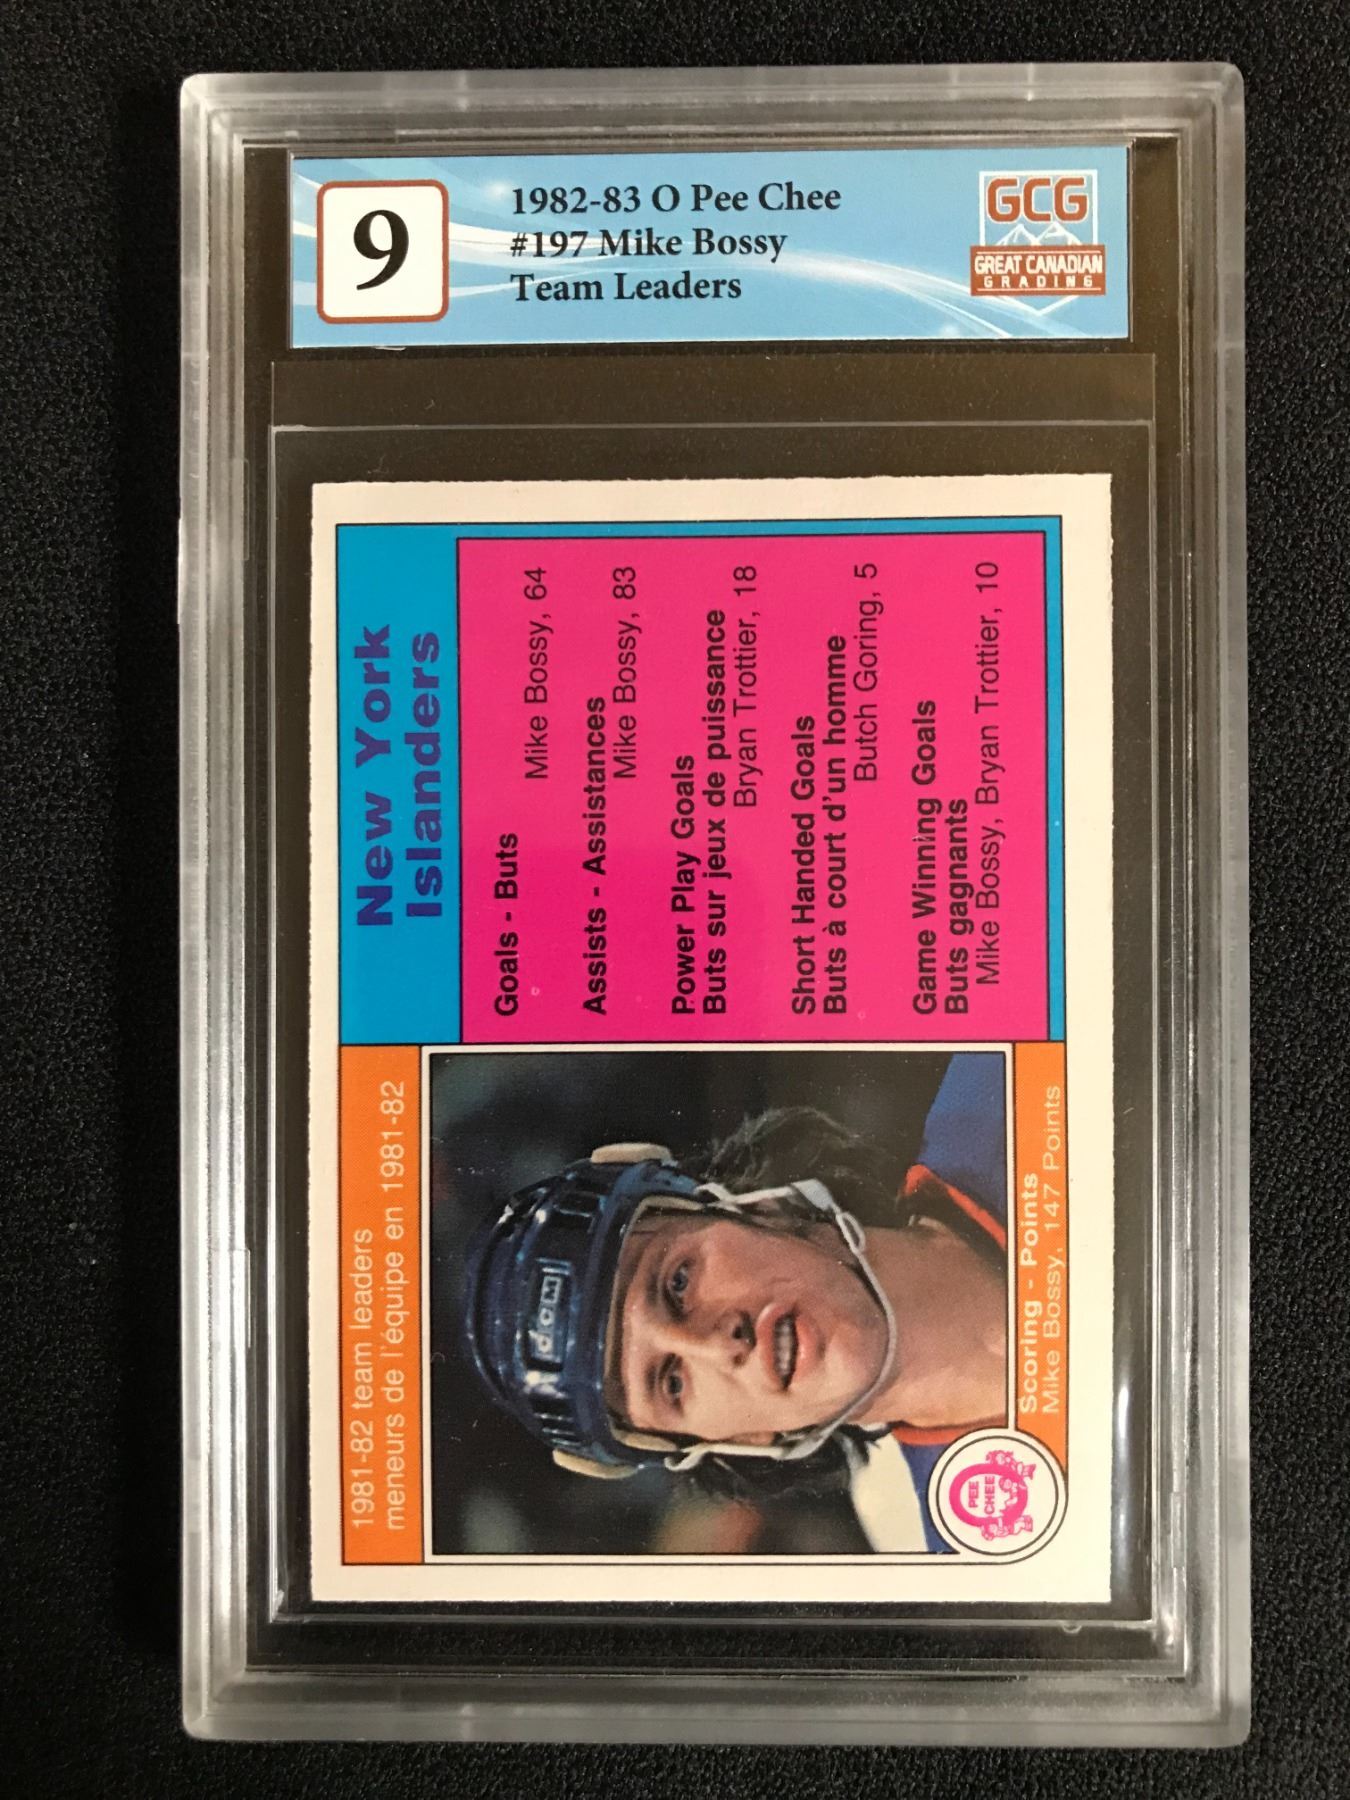 9
1982-83 O Pee Chee
#197 Mike Bossy
Team Leaders
GCG
GREAT CANADIAN
GRADING
1981-82 team leaders
meneurs de l'équipe en 1981-82
New York
Islanders
Goals - Buts
Mike Bossy, 64
Assists - Assistances
Mike Bossy, 83
Power Play Goals
Buts sur jeux de puissance
Bryan Trottier, 18
Short Handed Goals
Buts à court d'un homme
Butch Goring, 5
Game Winning Goals
Buts gagnants
Mike Bossy, Bryan Trottier, 10
Scoring - Points
Mike Bossy, 147 Points
O
PEE
CHEE